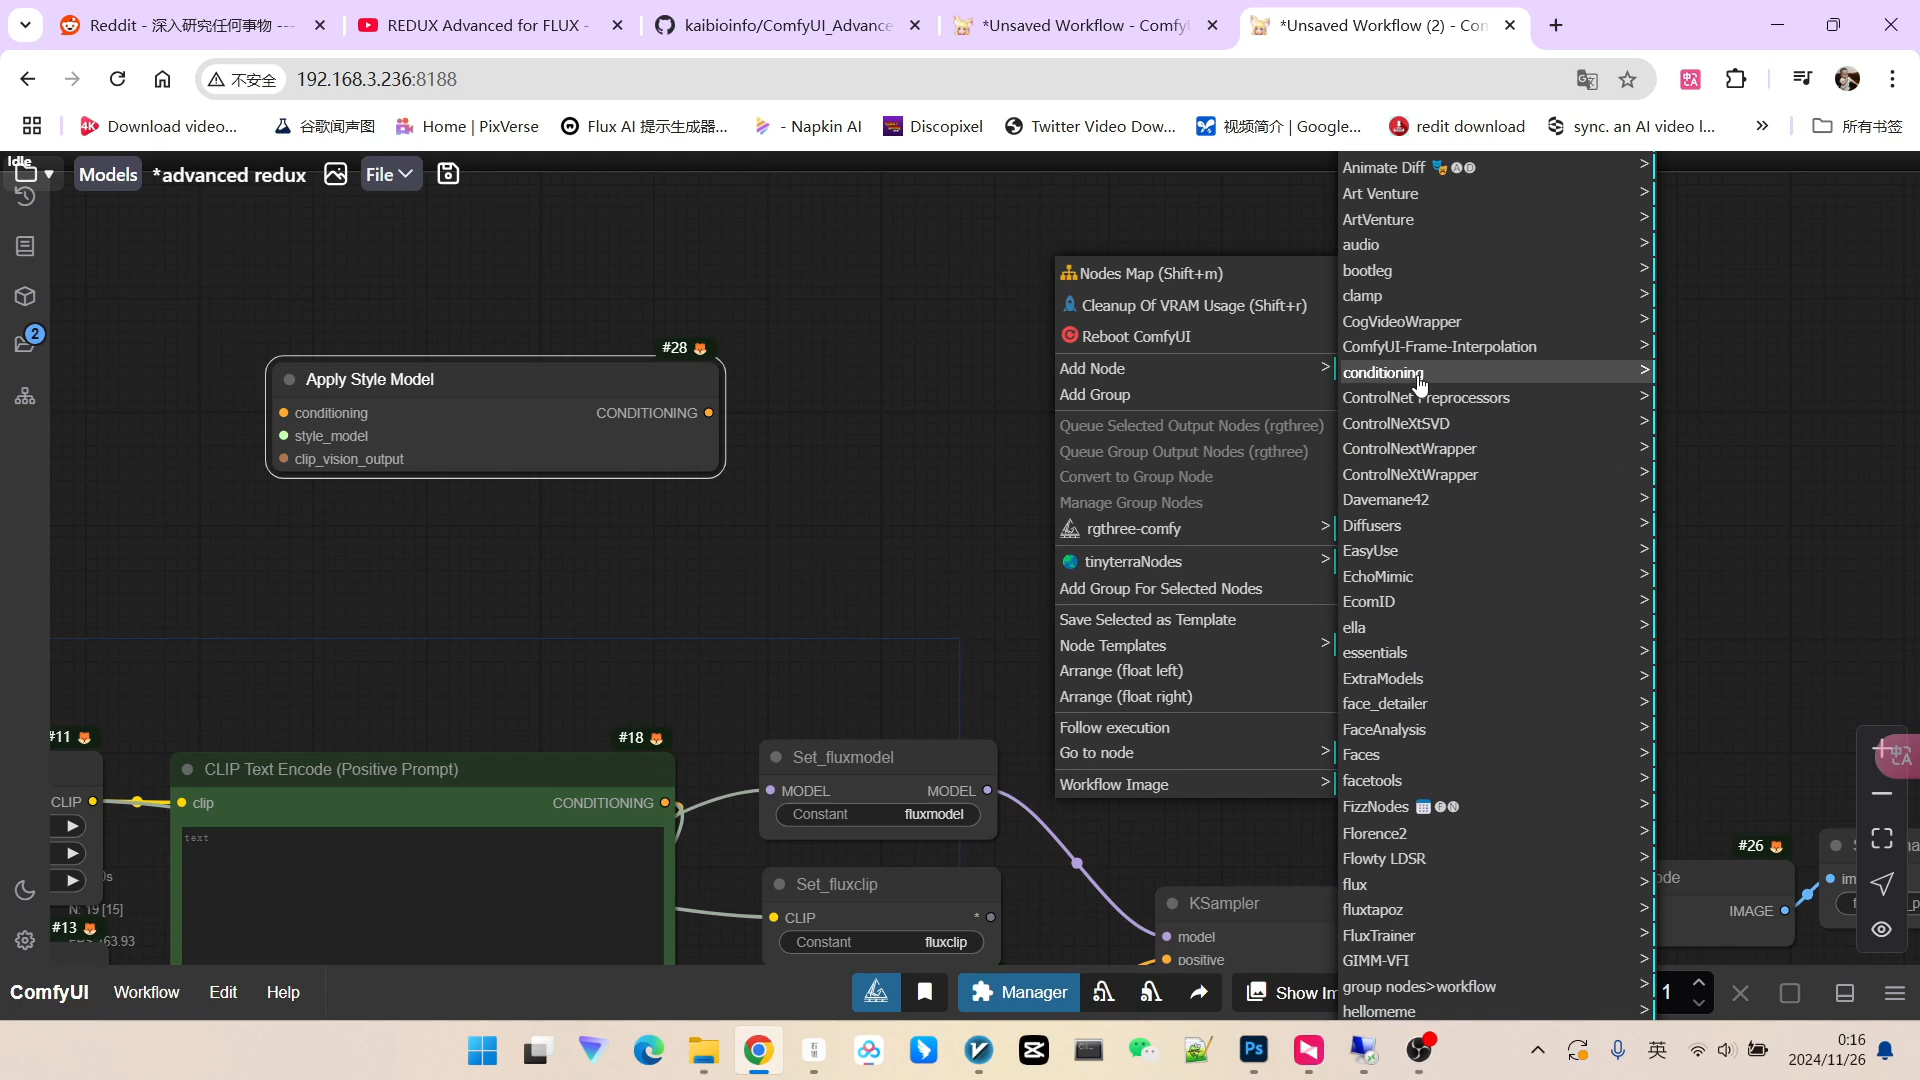 Reddit - 深入研究任何事物 ---
REDUX Advanced for FLUX -
kaibioinfo/ComfyUI_Advance
*Unsaved Workflow - ComfyU
*Unsaved Workflow (2) - Con
不安全
192.168.3.236:8188
Download video...
谷歌闻声图
Home | PixVerse
Flux AI 提示生成器...
- Napkin AI
Discopixel
Twitter Video Dow...
视频简介 | Google...
redit download
sync. an AI video l...
所有书签
Idle
Models
*advanced redux
File
2
#28
Apply Style Model
conditioning
CONDITIONING
style_model
clip_vision_output
Nodes Map (Shift+m)
Cleanup Of VRAM Usage (Shift+r)
Reboot ComfyUI
Add Node >
Add Group
Queue Selected Output Nodes (rgthree)
Queue Group Output Nodes (rgthree)
Convert to Group Node
Manage Group Nodes
rgthree-comfy >
tinyterraNodes >
Add Group For Selected Nodes
Save Selected as Template
Node Templates >
Arrange (float left)
Arrange (float right)
Follow execution
Go to node >
Workflow Image >
Animate Diff 🎭🅐🅓 >
Art Venture >
ArtVenture >
audio >
bootleg >
clamp >
CogVideoWrapper >
ComfyUI-Frame-Interpolation >
conditioning >
ControlNet Preprocessors >
ControlNeXtSVD >
ControlNextWrapper >
ControlNeXtWrapper >
Davemane42 >
Diffusers >
EasyUse >
EchoMimic >
EcomID >
ella >
essentials >
ExtraModels >
face_detailer >
FaceAnalysis >
Faces >
facetools >
FizzNodes 📅🅕🅝 >
Florence2 >
Flowty LDSR >
flux >
fluxtapoz >
FluxTrainer >
GIMM-VFI >
group nodes>workflow >
hellomeme >
#11
CLIP
N: 19 [15]
#13
63.93
#18
CLIP Text Encode (Positive Prompt)
clip
CONDITIONING
text
Set_fluxmodel
MODEL
MODEL
Constant
fluxmodel
Set_fluxclip
CLIP
*
Constant
fluxclip
KSampler
model
positive
#26
ode
IMAGE
im
ComfyUI
Workflow
Edit
Help
Manager
Show Im
1
英
0:16
2024/11/26